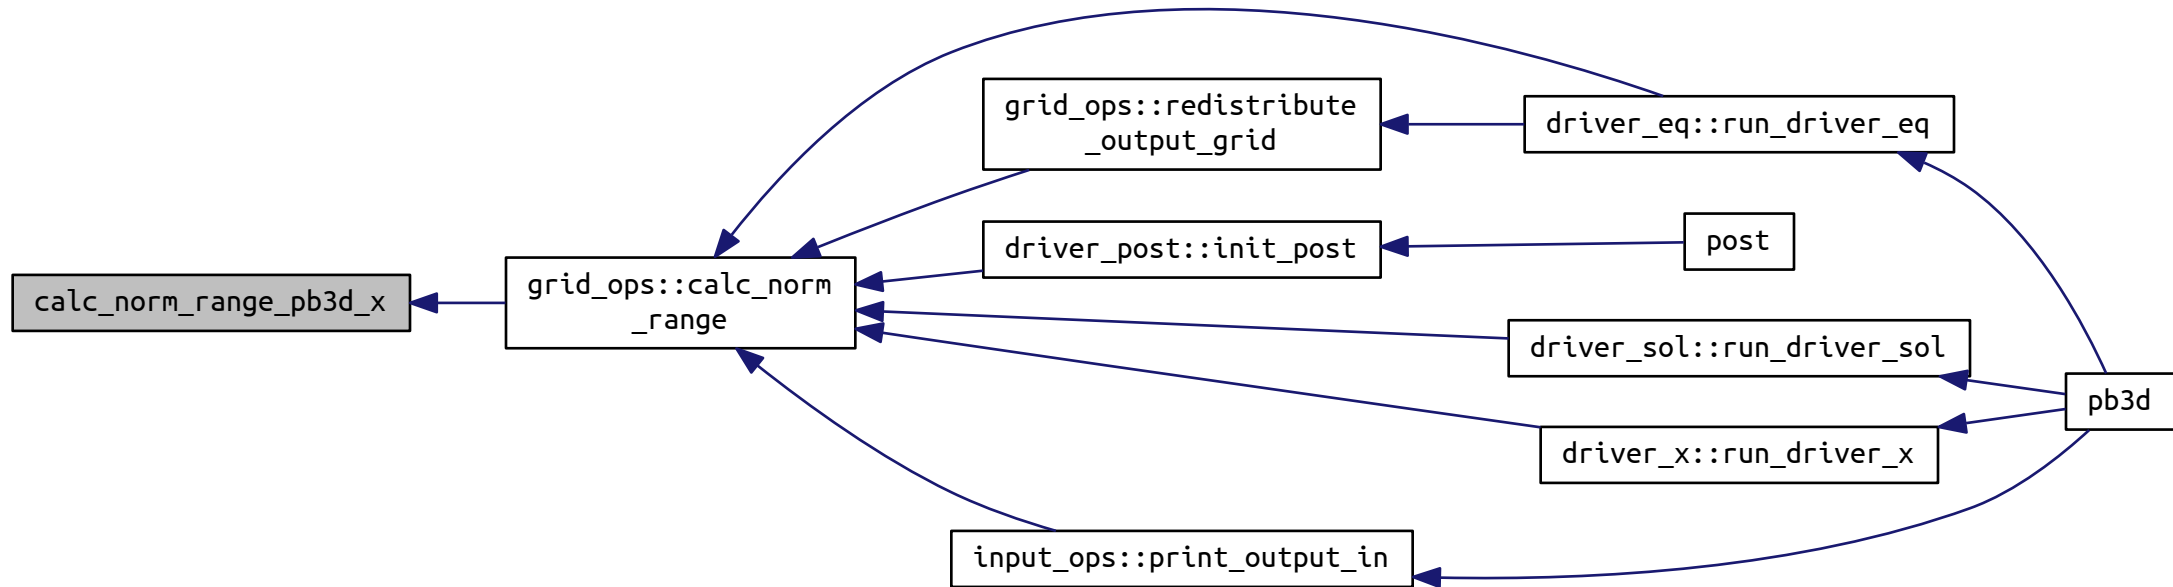 calc_norm_range_pb3d_x
grid_ops::calc_norm
_range
grid_ops::redistribute
_output_grid
driver_eq::run_driver_eq
driver_post::init_post
post
driver_sol::run_driver_sol
driver_x::run_driver_x
pb3d
input_ops::print_output_in